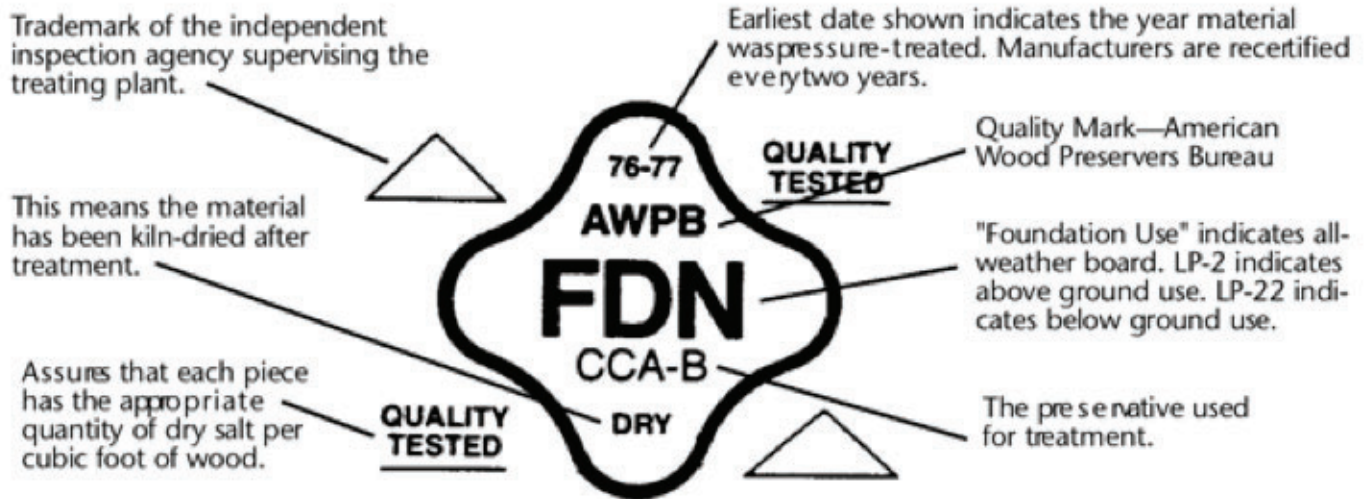 Trademark of the independent
inspection agency supervising the
treating plant.
Earliest date shown indicates the year material
waspressure-treated. Manufacturers are recertified
everytwo years.
76-77
QUALITY
TESTED
Quality Mark—American
Wood Preservers Bureau
AWPB
This means the material
has been kiln-dried after
treatment.
FDN
"Foundation Use" indicates all-
weather board. LP-2 indicates
above ground use. LP-22 indi-
cates below ground use.
CCA-B
Assures that each piece
has the appropriate
quantity of dry salt per
cubic foot of wood.
QUALITY
TESTED
DRY
The preservative used
for treatment.